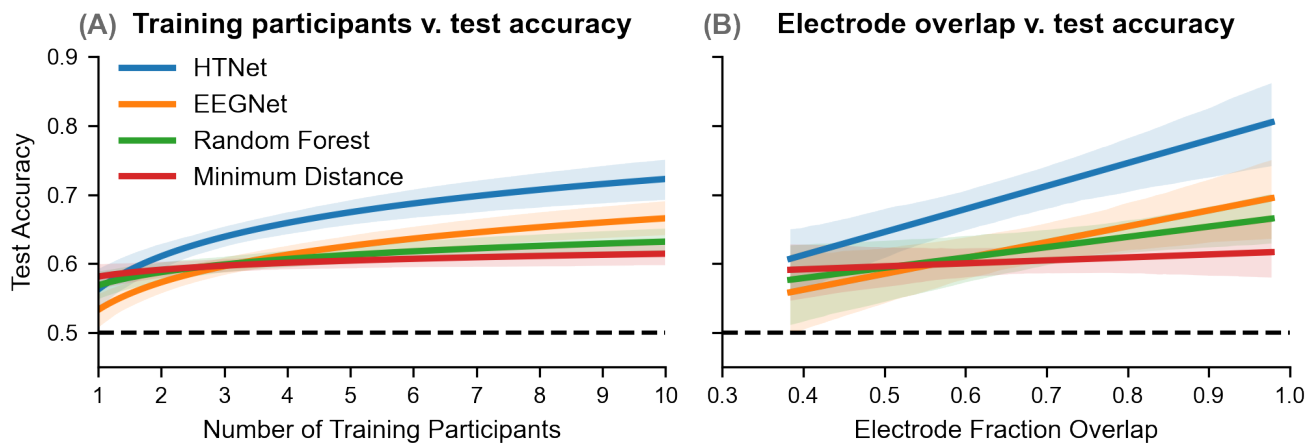 (A) Training participants v. test accuracy
0.9
0.8
0.7
0.6
0.5
Test Accuracy
HTNet
EEGNet
Random Forest
Minimum Distance
1 2 3 4 5 6 7 8 9 10
Number of Training Participants
(B) Electrode overlap v. test accuracy
0.3 0.4 0.5 0.6 0.7 0.8 0.9 1.0
Electrode Fraction Overlap